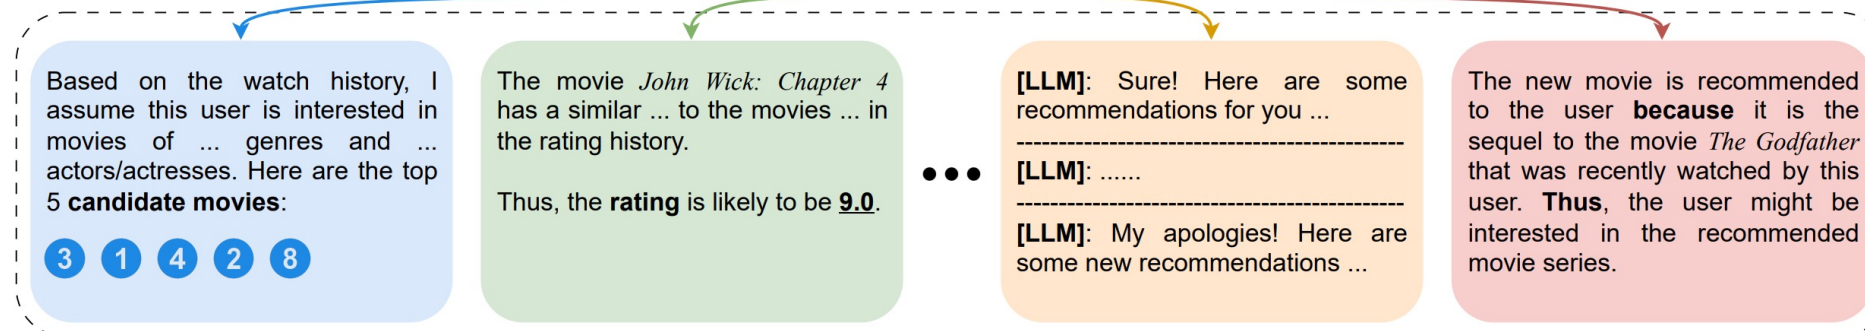 Based on the watch history, I
assume this user is interested in
movies of ... genres and ...
actors/actresses. Here are the top
5 candidate movies:
3 1 4 2 8
The movie John Wick: Chapter 4
has a similar ... to the movies ... in
the rating history.
Thus, the rating is likely to be 9.0.
[LLM]: Sure! Here are some
recommendations for you ...
[LLM]: ......
[LLM]: My apologies! Here are
some new recommendations ...
The new movie is recommended
to the user because it is the
sequel to the movie The Godfather
that was recently watched by this
user. Thus, the user might be
interested in the recommended
movie series.